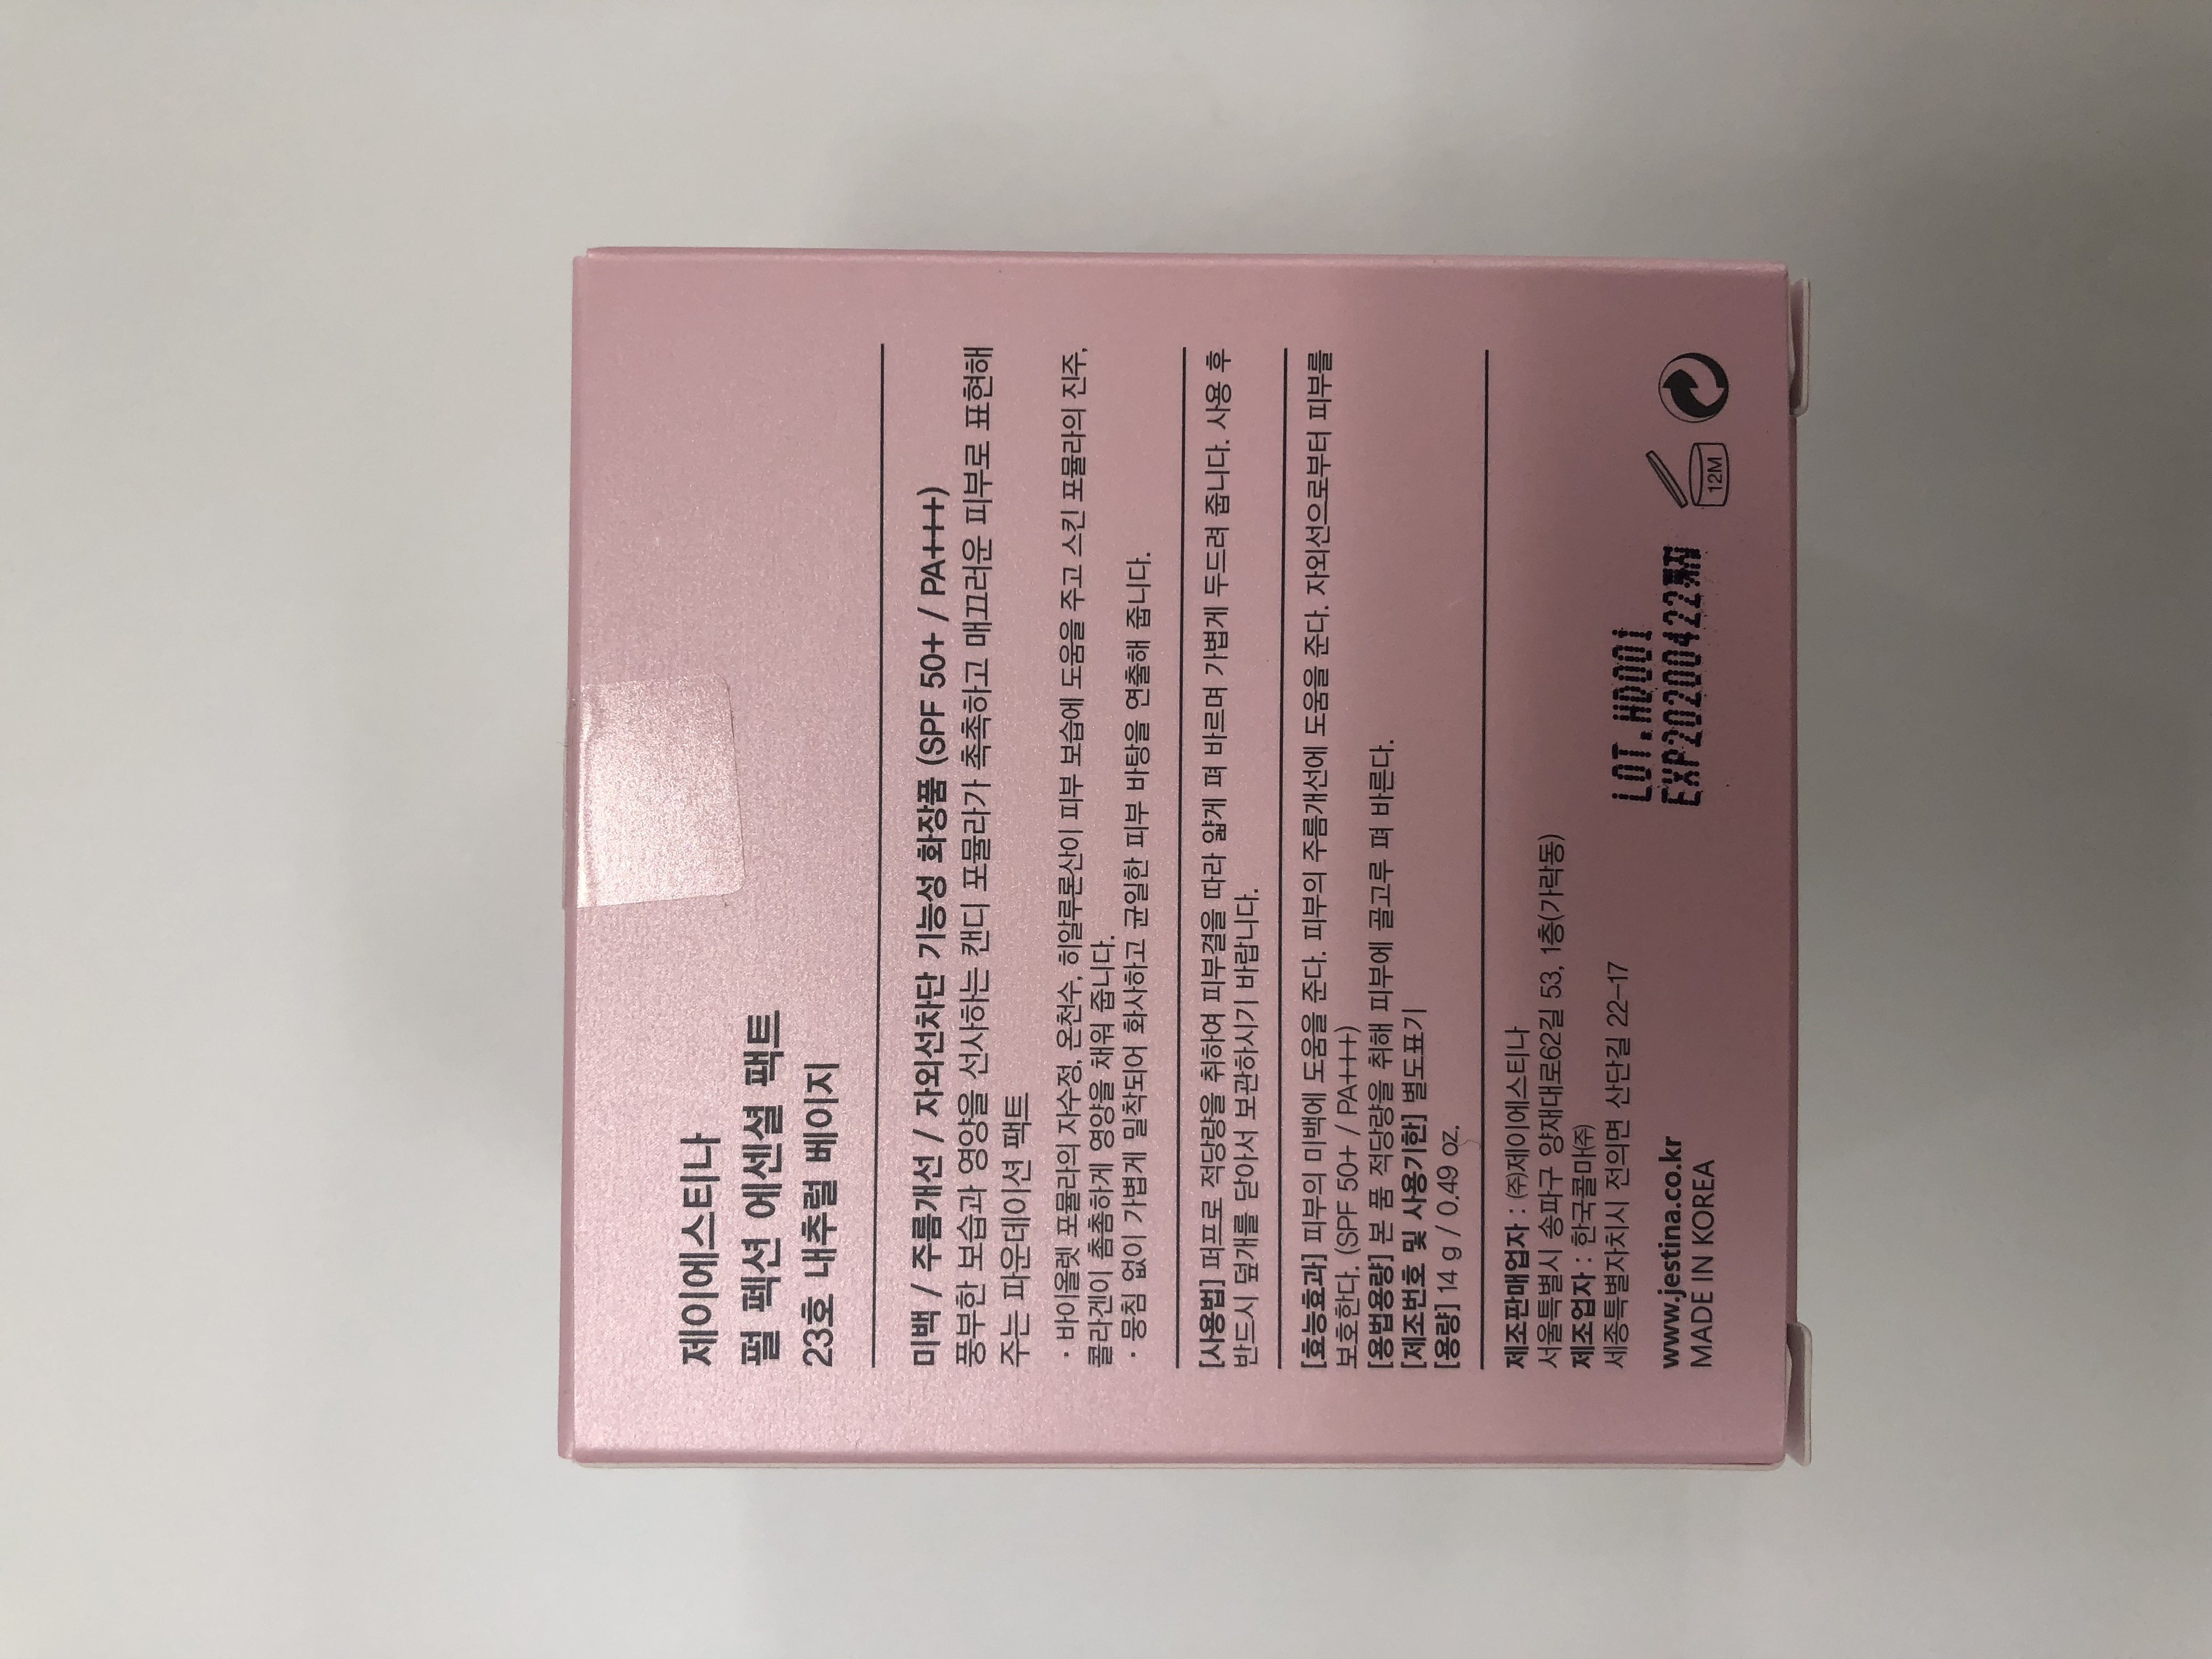 제이에스티나
펄 펙션 에센셜 팩트
23호 내추럴 베이지
미백 / 주름개선 / 자외선차단 기능성 화장품 (SPF 50+ / PA+++)
풍부한 보습과 영양을 선사하는 캔디 포뮬라가 촉촉하고 매끄러운 피부로 표현해
주는 파운데이션 팩트
· 바이올렛 포뮬라의 자수정, 온천수, 히알루론산이 피부 보습에 도움을 주고 스킨 포뮬라의 진주,
콜라겐이 촘촘하게 영양을 채워 줍니다.
· 뭉침 없이 가볍게 밀착되어 화사하고 균일한 피부 바탕을 연출해 줍니다.
[사용법] 퍼프로 적당량을 취하여 피부결을 따라 얇게 펴 바르며 가볍게 두드려 줍니다. 사용 후
반드시 덮개를 닫아서 보관하시기 바랍니다.
[효능효과] 피부의 미백에 도움을 준다. 피부의 주름개선에 도움을 준다. 자외선으로부터 피부를
보호한다. (SPF 50+ / PA+++)
[용법용량] 본 품 적당량을 취해 피부에 골고루 펴 바른다.
[제조번호 및 사용기한] 별도표기
[용량] 14 g / 0.49 oz.
제조판매업자 : ㈜제이에스티나
서울특별시 송파구 양재대로62길 53, 1층(가락동)
제조업자 : 한국콜마㈜
세종특별자치시 전의면 산단길 22-17
LOT.HD001
EXP20200422까지
www.jestina.co.kr
MADE IN KOREA
12M